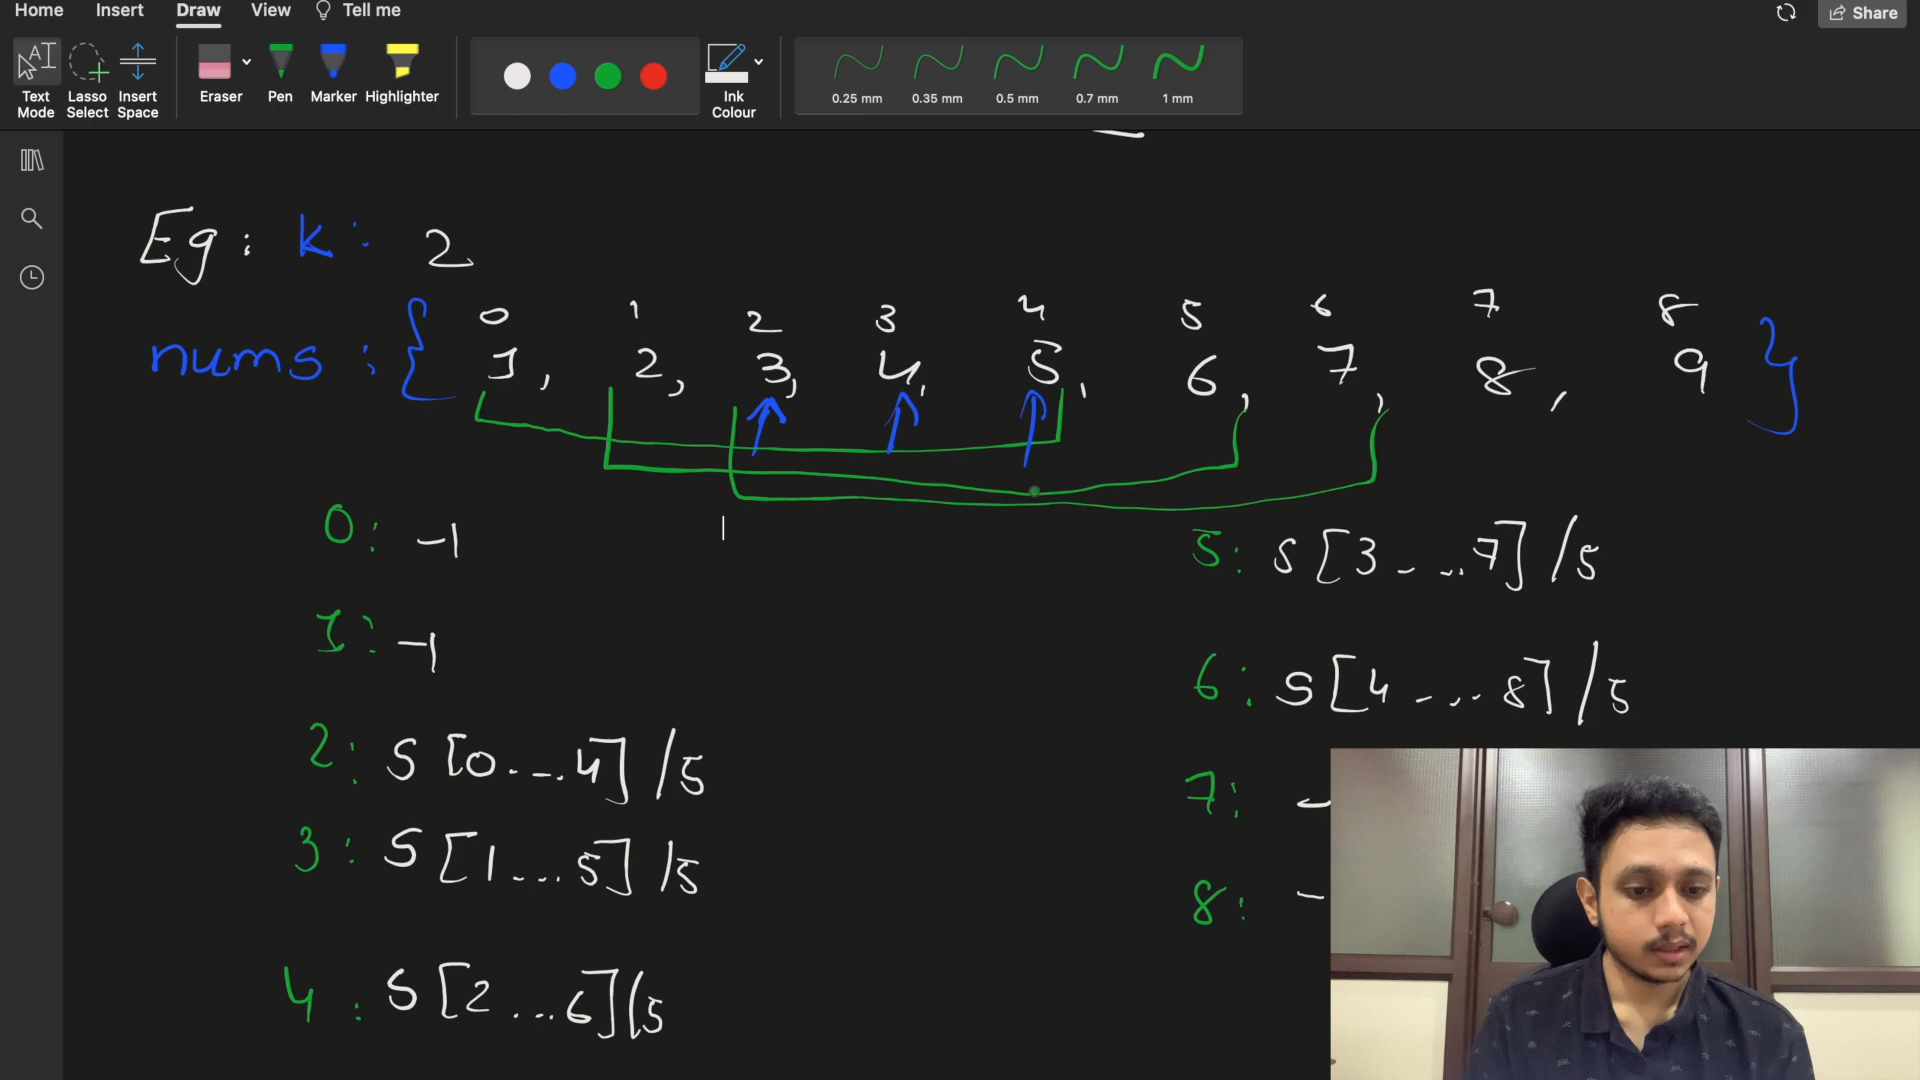 Home Insert Draw View Tell me Share
Text Mode Lasso Select Insert Space Eraser Pen Marker Highlighter Ink Colour 0.25 mm 0.35 mm 0.5 mm 0.7 mm 1 mm
Eg: k: 2
0 1 2 3 4 5 6 7 8
nums : { 1, 2, 3, 4, 5, 6, 7, 8, 9 }
0: -1
1: -1
2: S [0...4] /5
3: S [1...5] /5
4: S [2...6] /5
5: S [3...7] /5
6: S [4...8] /5
7: -
8: -